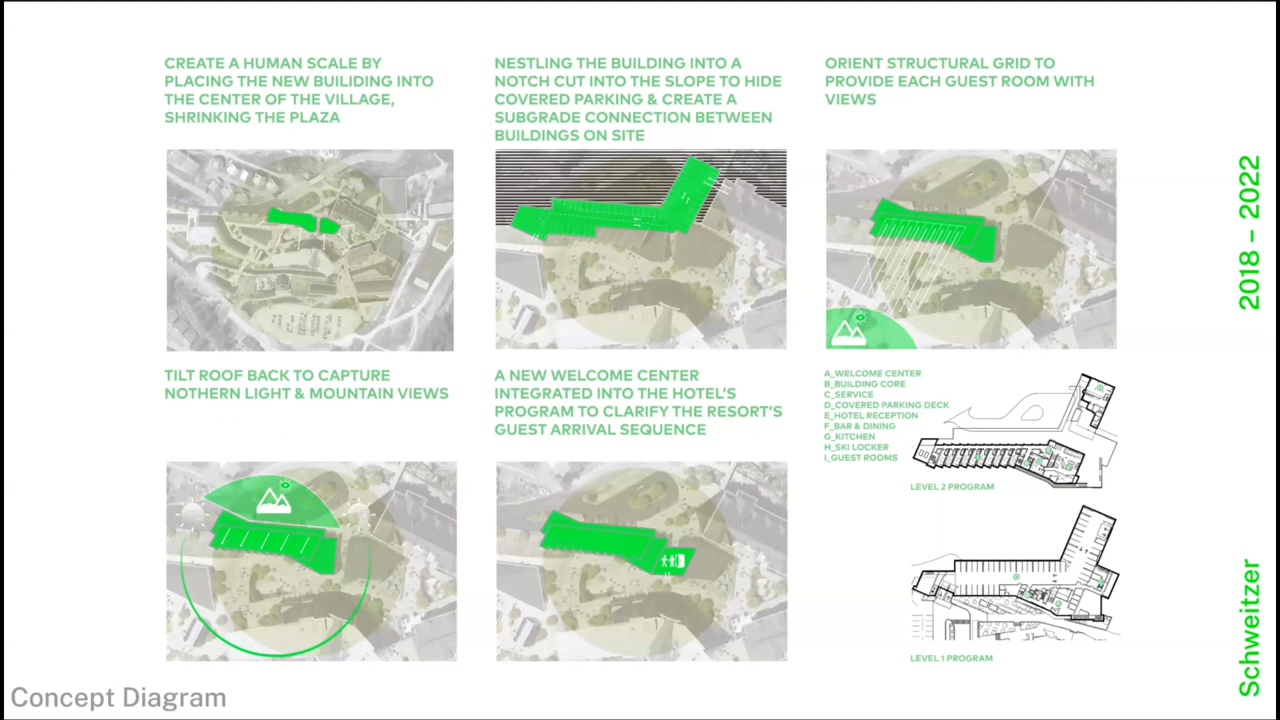 CREATE A HUMAN SCALE BY
PLACING THE NEW BUILIDING INTO
THE CENTER OF THE VILLAGE,
SHRINKING THE PLAZA
NESTLING THE BUILDING INTO A
NOTCH CUT INTO THE SLOPE TO HIDE
COVERED PARKING & CREATE A
SUBGRADE CONNECTION BETWEEN
BUILDINGS ON SITE
ORIENT STRUCTURAL GRID TO
PROVIDE EACH GUEST ROOM WITH
VIEWS
TILT ROOF BACK TO CAPTURE
NOTHERN LIGHT & MOUNTAIN VIEWS
A NEW WELCOME CENTER
INTEGRATED INTO THE HOTEL'S
PROGRAM TO CLARIFY THE RESORT'S
GUEST ARRIVAL SEQUENCE
A_WELCOME CENTER
B_BUILDING CORE
C_SERVICE
D_COVERED PARKING DECK
E_HOTEL RECEPTION
F_BAR & DINING
G_KITCHEN
H_SKI LOCKER
I_GUEST ROOMS
LEVEL 2 PROGRAM
LEVEL 1 PROGRAM
2018 – 2022
Schweitzer
Concept Diagram